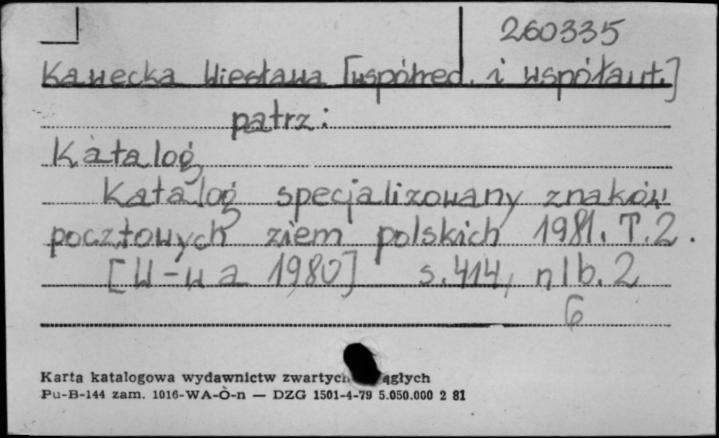 260335
Kawecka Wiesława [współred. i współaut.]
patrz:
Katalog
Katalog specjalizowany znaków
pocztowych ziem polskich 1981. T.2.
[W-wa 1980] s.414, nlb.2
6
Karta katalogowa wydawnictw zwartych ciągłych
Pu-B-144 zam. 1016-WA-O-n — DZG 1501-4-79 5.050.000 2 81